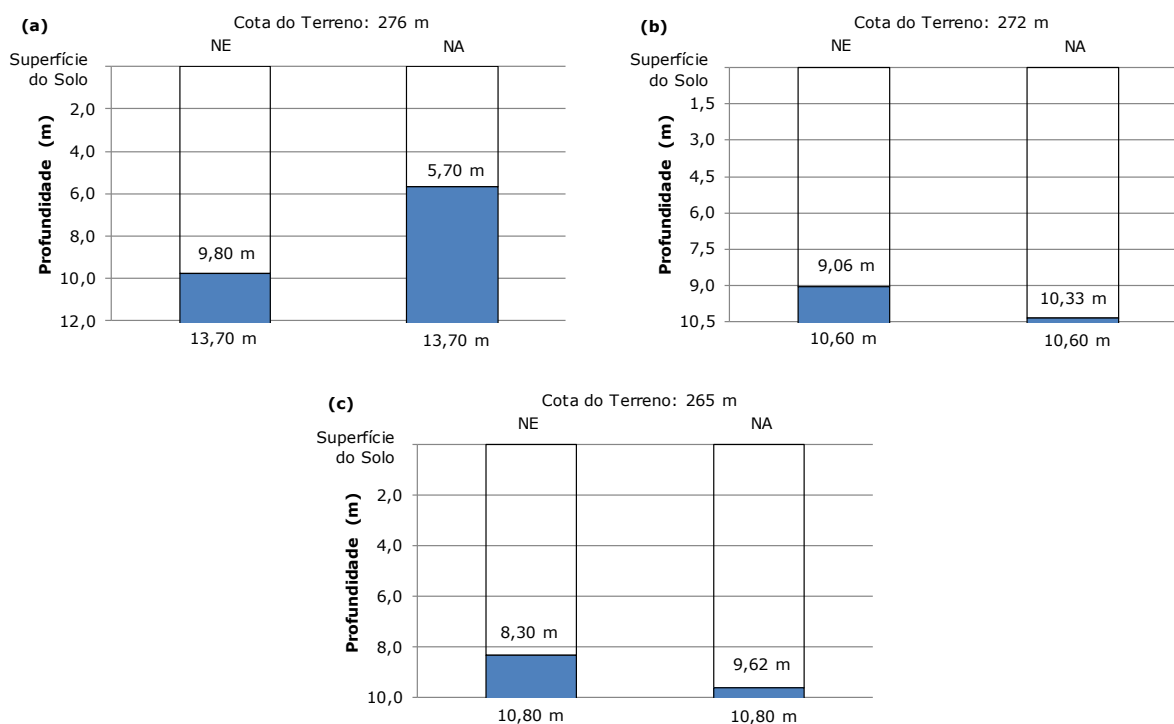 (a)
Cota do Terreno: 276 m
NE NA
Superfície
do Solo
Profundidade (m)
2,0
4,0
5,70 m
6,0
8,0
9,80 m
10,0
12,0
13,70 m 13,70 m
(b)
Cota do Terreno: 272 m
NE NA
Superfície
do Solo
Profundidade (m)
1,5
3,0
4,5
6,0
7,5
9,06 m
9,0
10,33 m
10,5
10,60 m 10,60 m
(c)
Cota do Terreno: 265 m
NE NA
Superfície
do Solo
Profundidade (m)
2,0
4,0
6,0
8,30 m
8,0
9,62 m
10,0
10,80 m 10,80 m